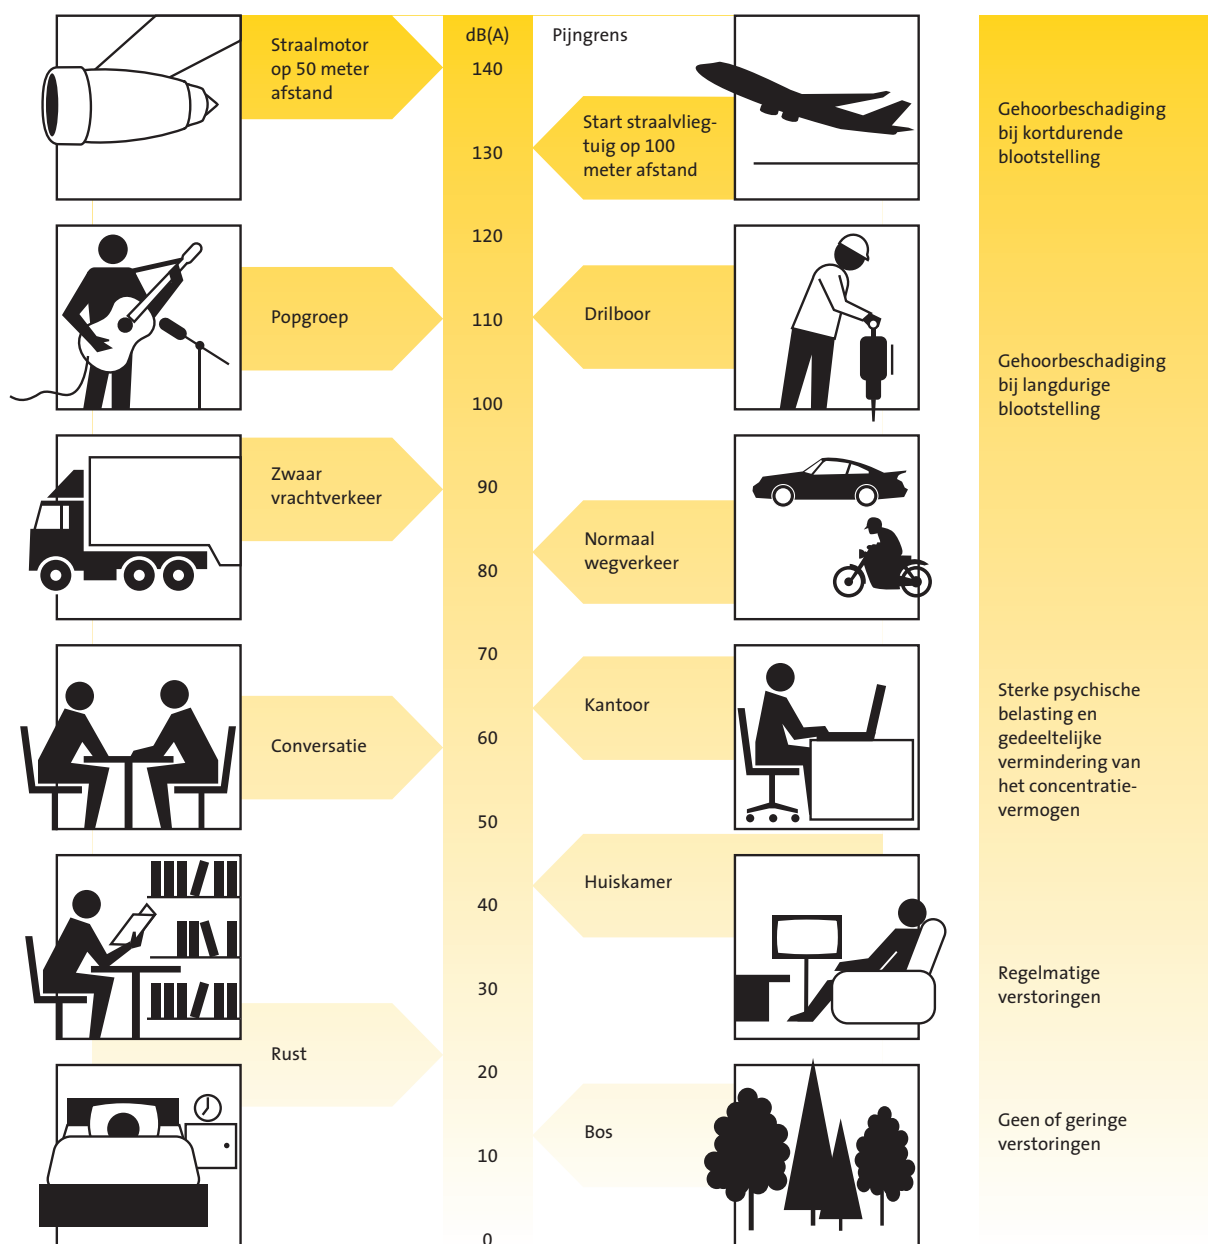 Straalmotor
op 50 meter
afstand
Popgroep
Zwaar
vrachtverkeer
Conversatie
Rust
dB(A)
140
130
120
110
100
90
80
70
60
50
40
30
20
10
0
Pijngrens
Start straalvlieg-
tuig op 100
meter afstand
Drilboor
Normaal
wegverkeer
Kantoor
Huiskamer
Bos
Gehoorbeschadiging
bij kortdurende
blootstelling
Gehoorbeschadiging
bij langdurige
blootstelling
Sterke psychische
belasting en
gedeeltelijke
vermindering van
het concentratie-
vermogen
Regelmatige
verstoringen
Geen of geringe
verstoringen